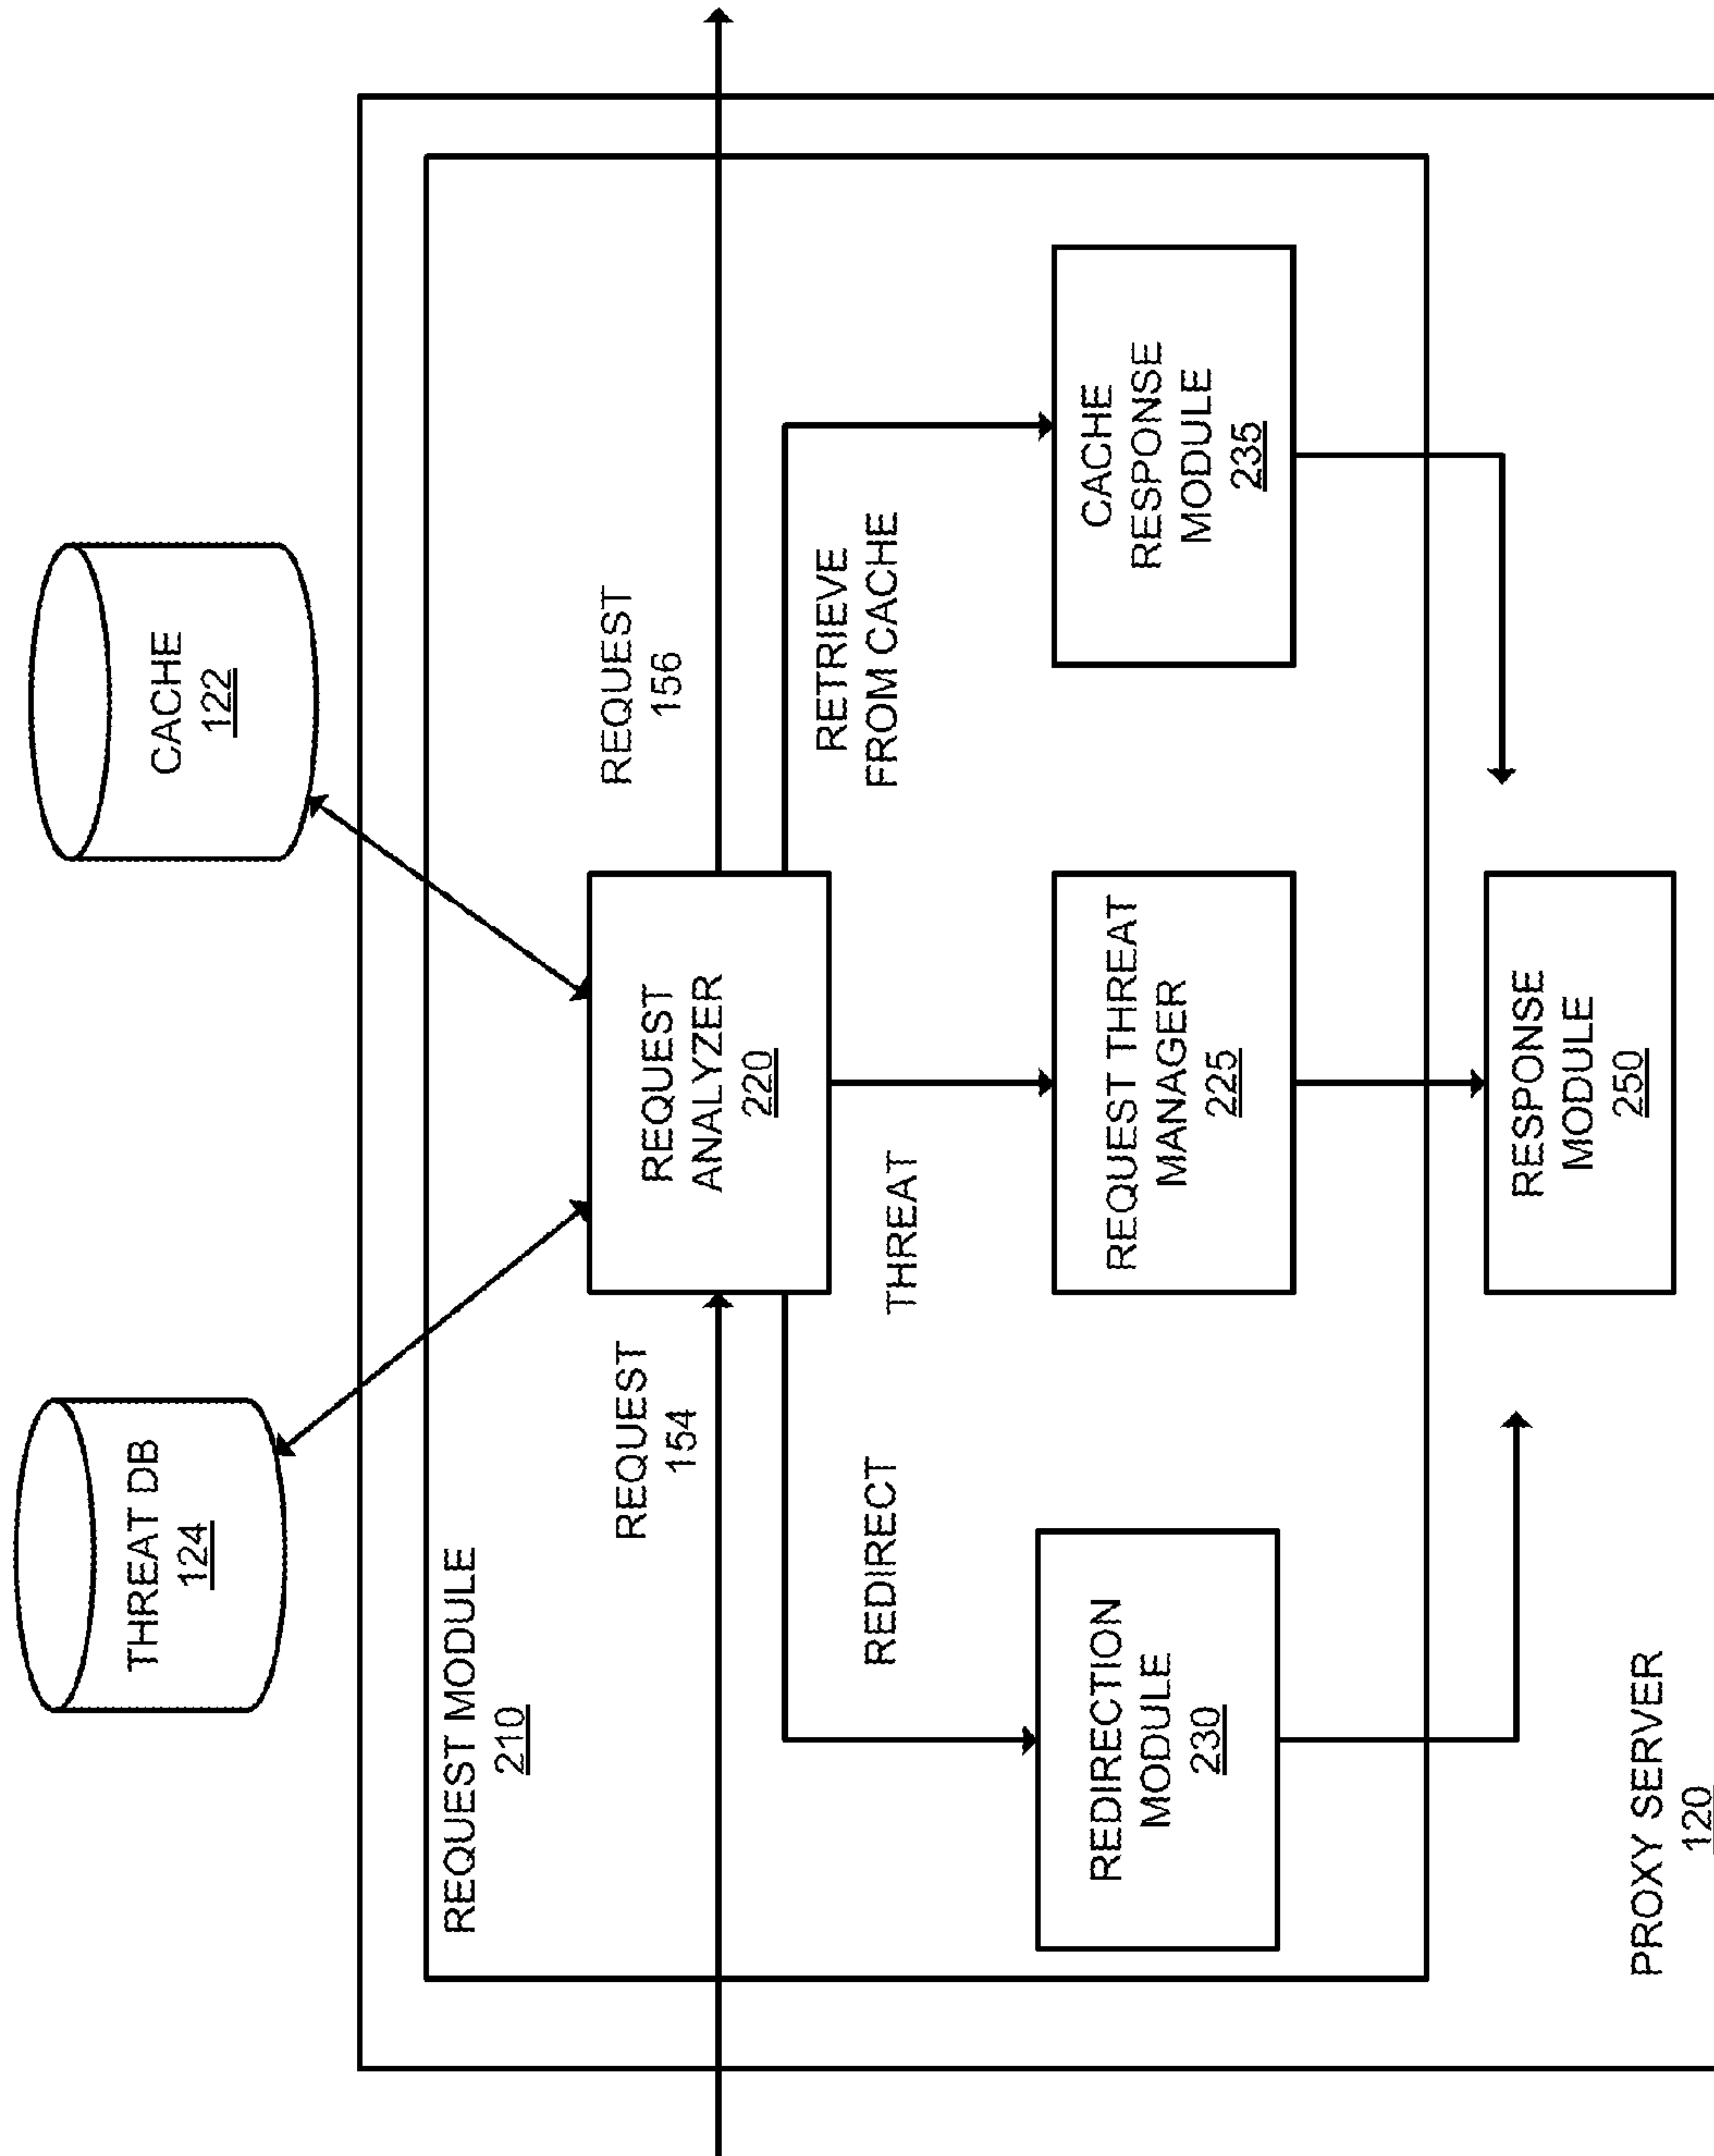 THREAT DB
124
CACHE
122
REQUEST MODULE
210
REQUEST
154
REQUEST
156
REQUEST
ANALYZER
220
REDIRECT
THREAT
RETRIEVE
FROM CACHE
REDIRECTION
MODULE
230
REQUEST THREAT
MANAGER
225
CACHE
RESPONSE
MODULE
235
RESPONSE
MODULE
250
PROXY SERVER
120